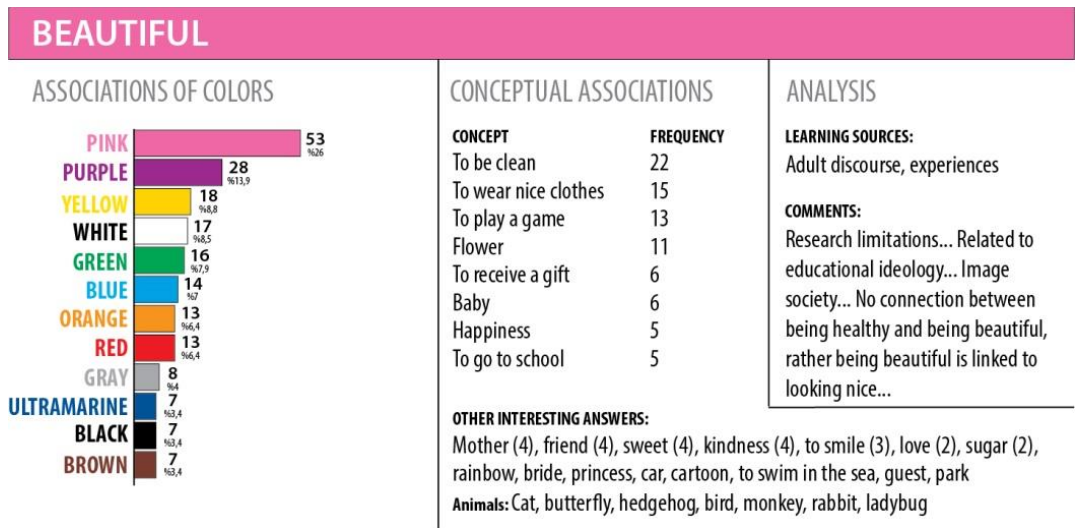 BEAUTIFUL
ASSOCIATIONS OF COLORS
PINK 53
%26
PURPLE 28
%13,9
YELLOW 18
%8,8
WHITE 17
%8,5
GREEN 16
%7,9
BLUE 14
%7
ORANGE 13
%6,4
RED 13
%6,4
GRAY 8
%4
ULTRAMARINE 7
%3,4
BLACK 7
%3,4
BROWN 7
%3,4
CONCEPTUAL ASSOCIATIONS
CONCEPT FREQUENCY
To be clean 22
To wear nice clothes 15
To play a game 13
Flower 11
To receive a gift 6
Baby 6
Happiness 5
To go to school 5
OTHER INTERESTING ANSWERS:
Mother (4), friend (4), sweet (4), kindness (4), to smile (3), love (2), sugar (2),
rainbow, bride, princess, car, cartoon, to swim in the sea, guest, park
Animals: Cat, butterfly, hedgehog, bird, monkey, rabbit, ladybug
ANALYSIS
LEARNING SOURCES:
Adult discourse, experiences
COMMENTS:
Research limitations... Related to
educational ideology... Image
society... No connection between
being healthy and being beautiful,
rather being beautiful is linked to
looking nice...